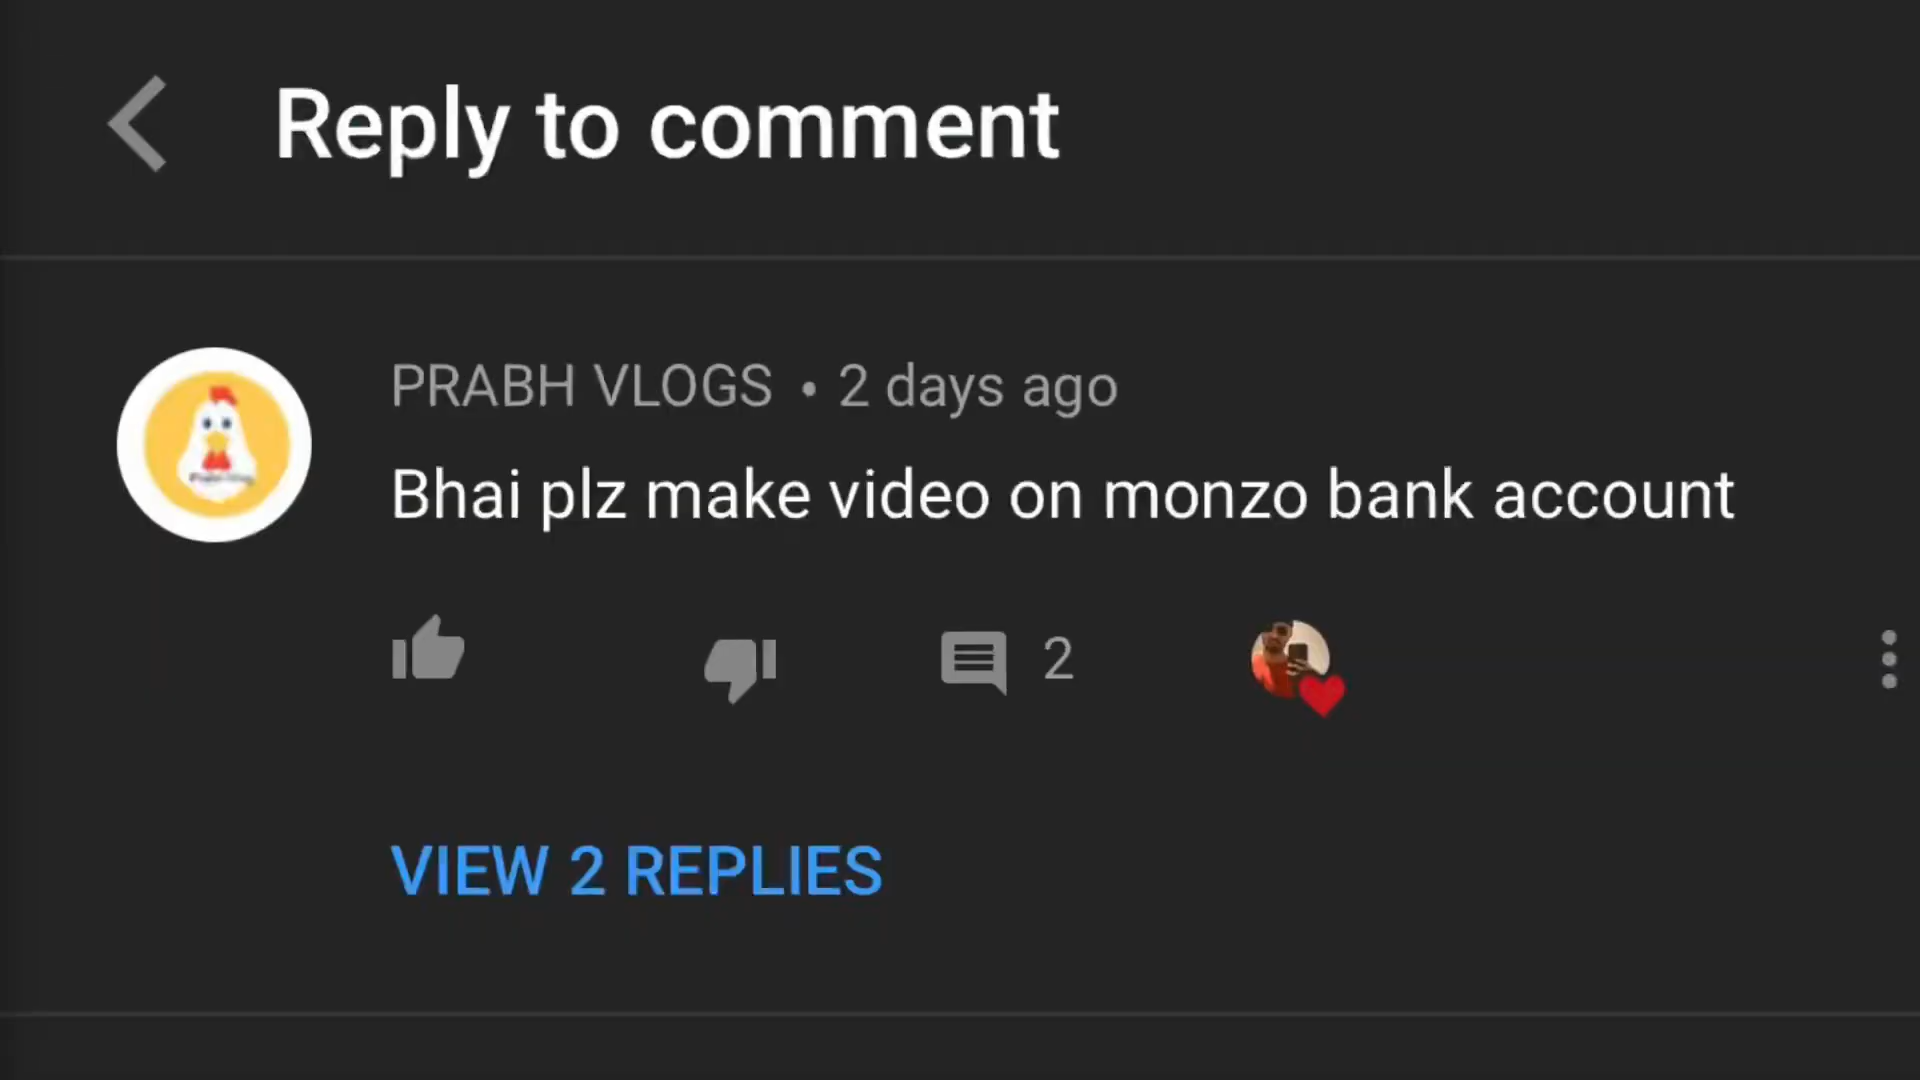 Reply to comment
PRABH VLOGS • 2 days ago
Bhai plz make video on monzo bank account
2
VIEW 2 REPLIES